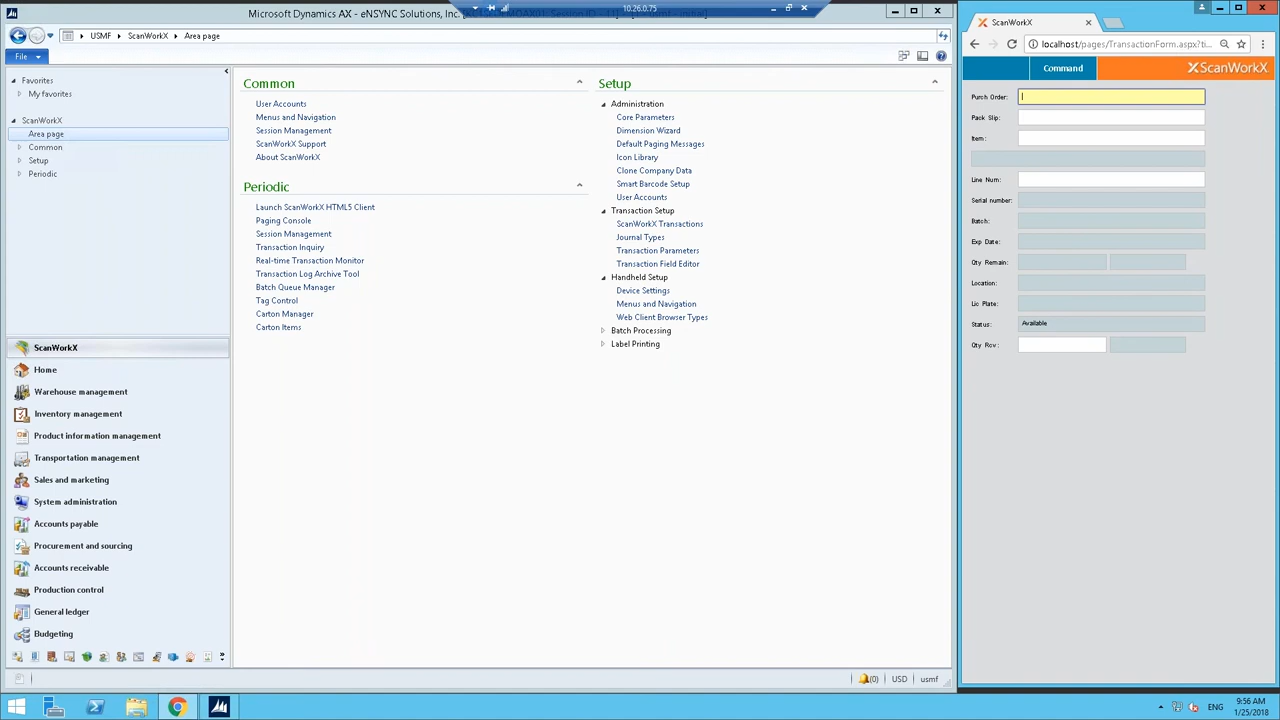 Microsoft Dynamics AX - eNSYNC Solutions, Inc.
10.26.0.75
USMF ScanWorkX Area page
File
Favorites
My favorites
ScanWorkX
Area page
Common
Setup
Periodic
ScanWorkX
Home
Warehouse management
Inventory management
Product information management
Transportation management
Sales and marketing
System administration
Accounts payable
Procurement and sourcing
Accounts receivable
Production control
General ledger
Budgeting
Common
User Accounts
Menus and Navigation
Session Management
ScanWorkX Support
About ScanWorkX
Periodic
Launch ScanWorkX HTML5 Client
Paging Console
Session Management
Transaction Inquiry
Real-time Transaction Monitor
Transaction Log Archive Tool
Batch Queue Manager
Tag Control
Carton Manager
Carton Items
Setup
Administration
Core Parameters
Dimension Wizard
Default Paging Messages
Icon Library
Clone Company Data
Smart Barcode Setup
User Accounts
Transaction Setup
ScanWorkX Transactions
Journal Types
Transaction Parameters
Transaction Field Editor
Handheld Setup
Device Settings
Menus and Navigation
Web Client Browser Types
Batch Processing
Label Printing
(0) USD usmf
ScanWorkX
localhost/pages/TransactionForm.aspx?ti...
Command
ScanWorkX
Purch Order:
Pack Slip:
Item:
Line Num:
Serial number:
Batch:
Exp Date:
Qty Remain:
Location:
Lic Plate:
Status: Available
Qty Rcv:
ENG
9:56 AM
1/25/2018